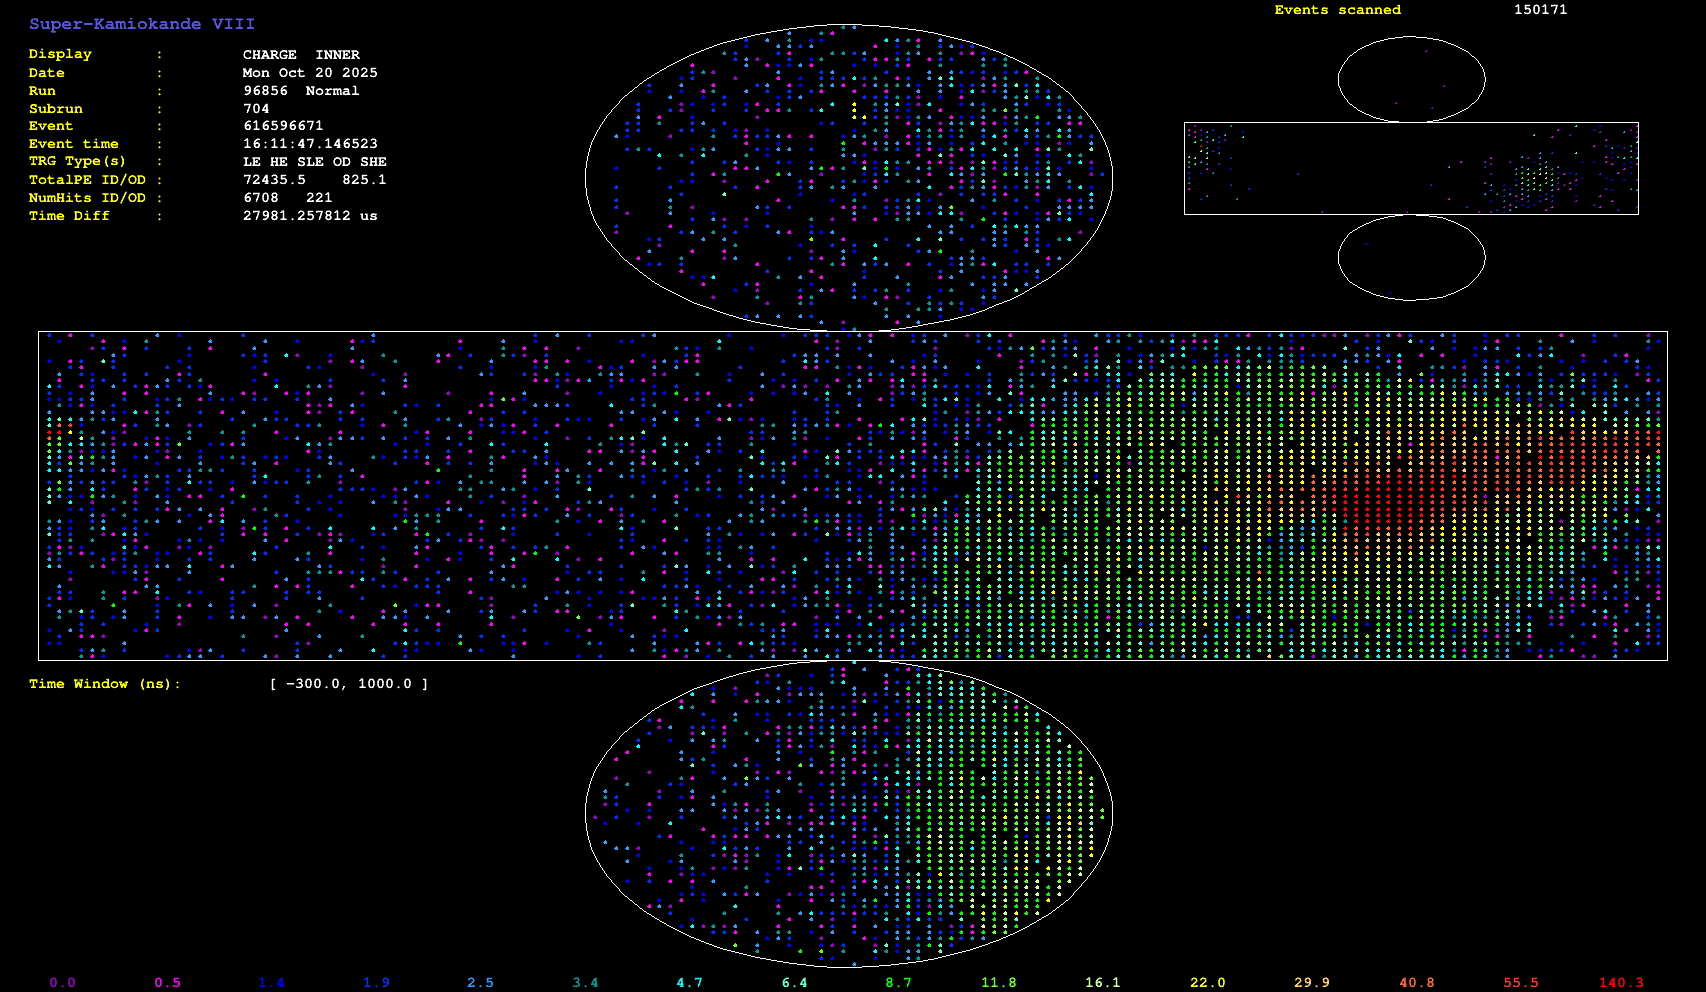 Super-Kamiokande VIII
Events scanned 150171
Display : CHARGE INNER
Date : Mon Oct 20 2025
Run : 96856 Normal
Subrun : 704
Event : 616596671
Event time : 16:11:47.146523
TRG Type(s) : LE HE SLE OD SHE
TotalPE ID/OD : 72435.5 825.1
NumHits ID/OD : 6708 221
Time Diff : 27981.257812 us
Time Window (ns): [ -300.0, 1000.0 ]
0.0 0.5 1.4 1.9 2.5 3.4 4.7 6.4 8.7 11.8 16.1 22.0 29.9 40.8 55.5 140.3